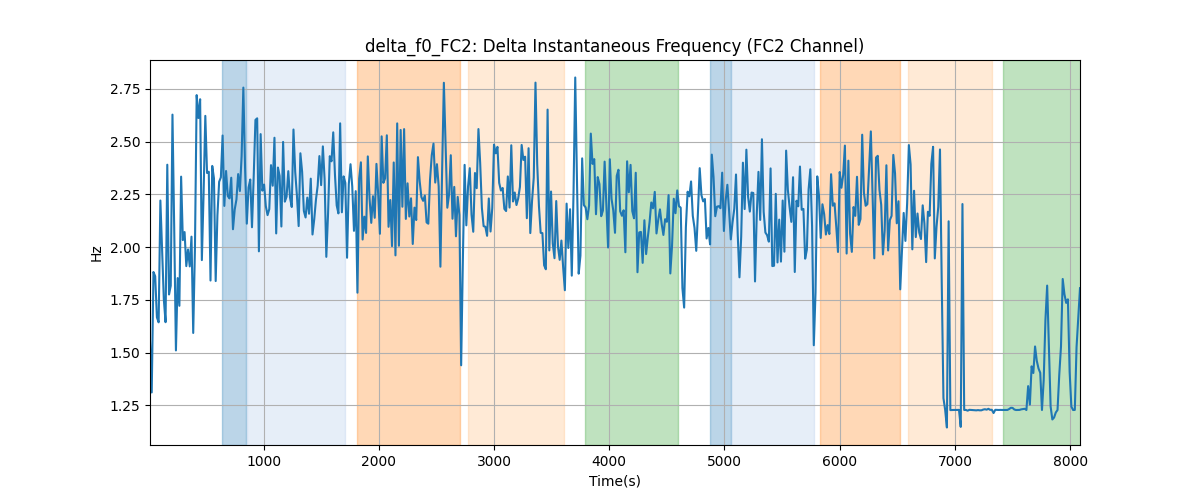 delta_f0_FC2: Delta Instantaneous Frequency (FC2 Channel)
2.75
2.50
2.25
2.00
1.75
1.50
1.25
Hz
1000 2000 3000 4000 5000 6000 7000 8000
Time(s)